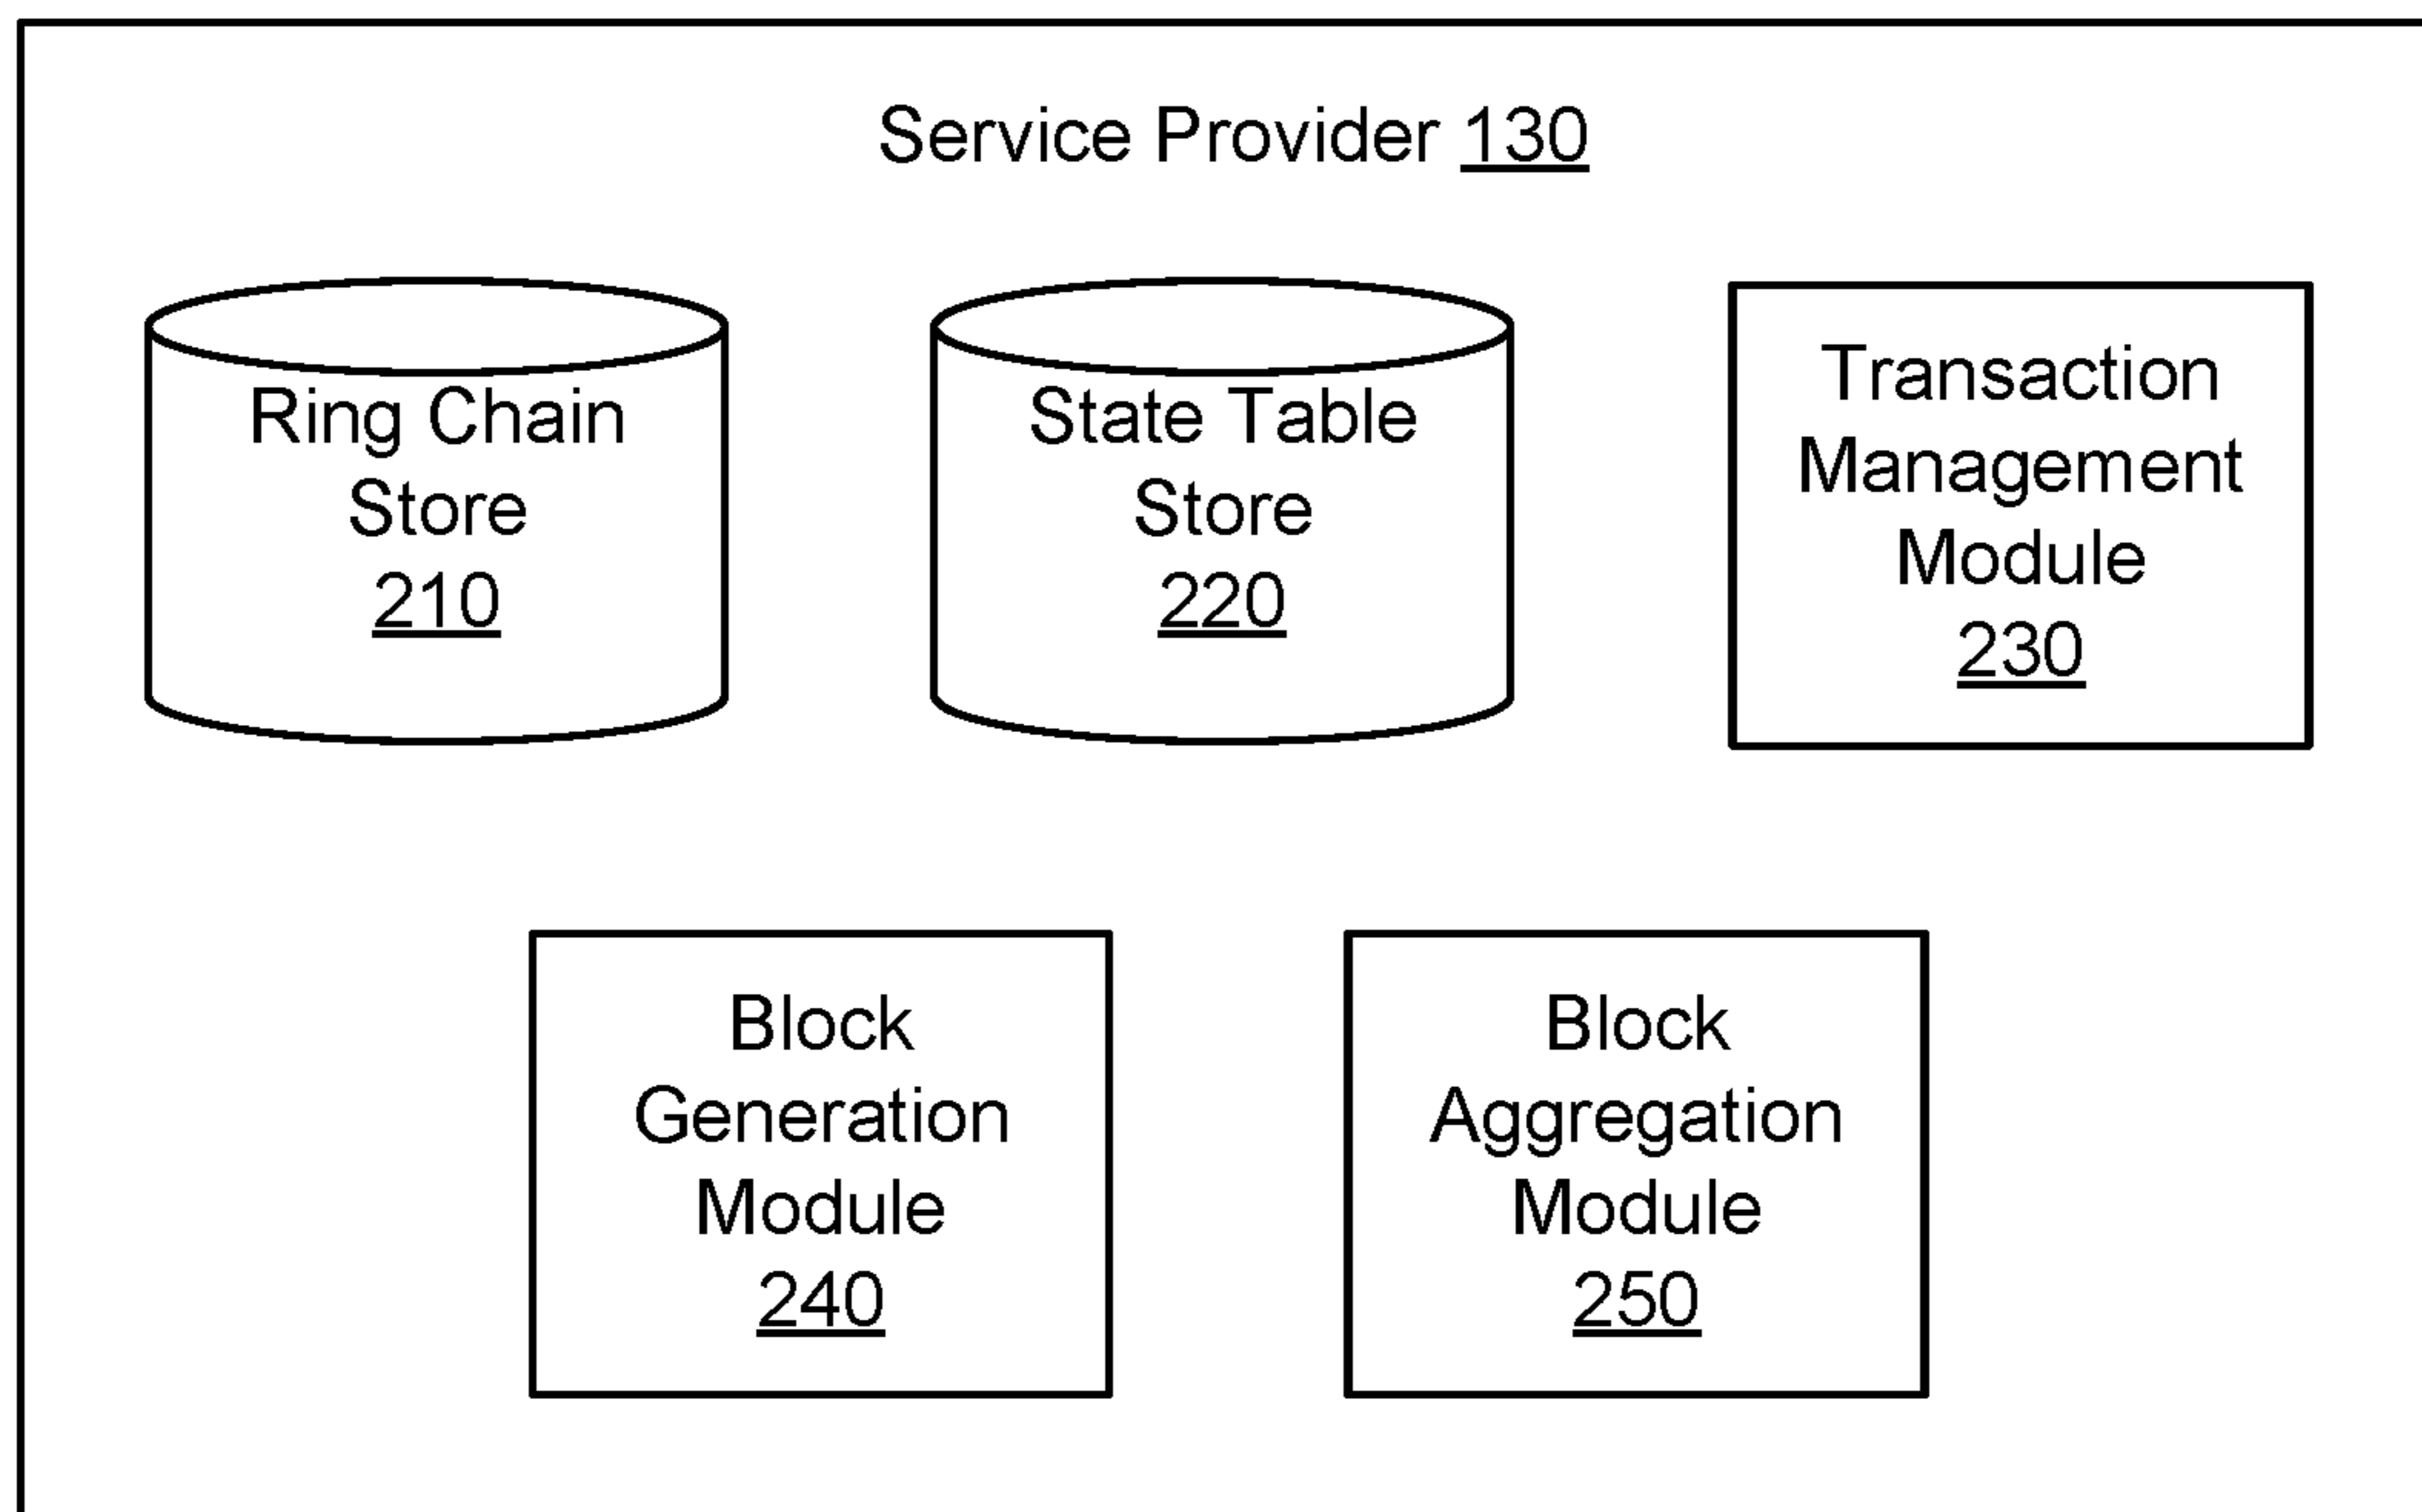 Service Provider 130
Ring Chain
Store
210
State Table
Store
220
Transaction
Management
Module
230
Block
Generation
Module
240
Block
Aggregation
Module
250